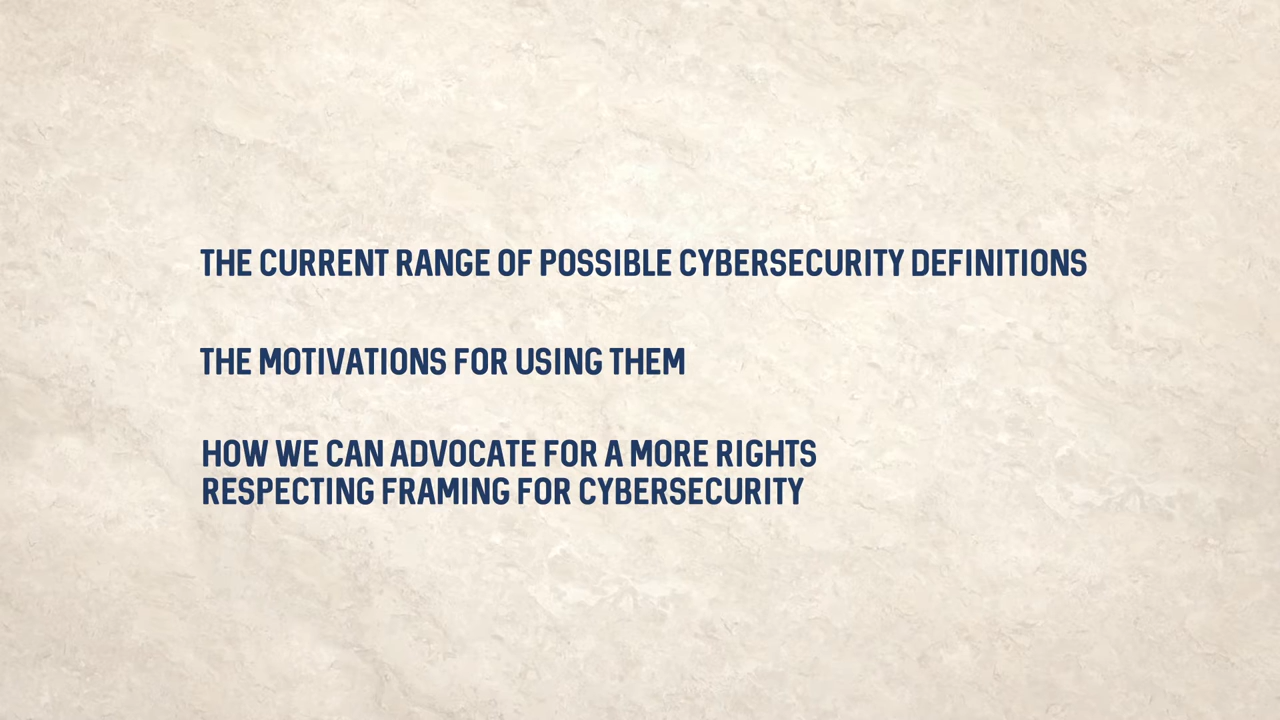 THE CURRENT RANGE OF POSSIBLE CYBERSECURITY DEFINITIONS
THE MOTIVATIONS FOR USING THEM
HOW WE CAN ADVOCATE FOR A MORE RIGHTS
RESPECTING FRAMING FOR CYBERSECURITY